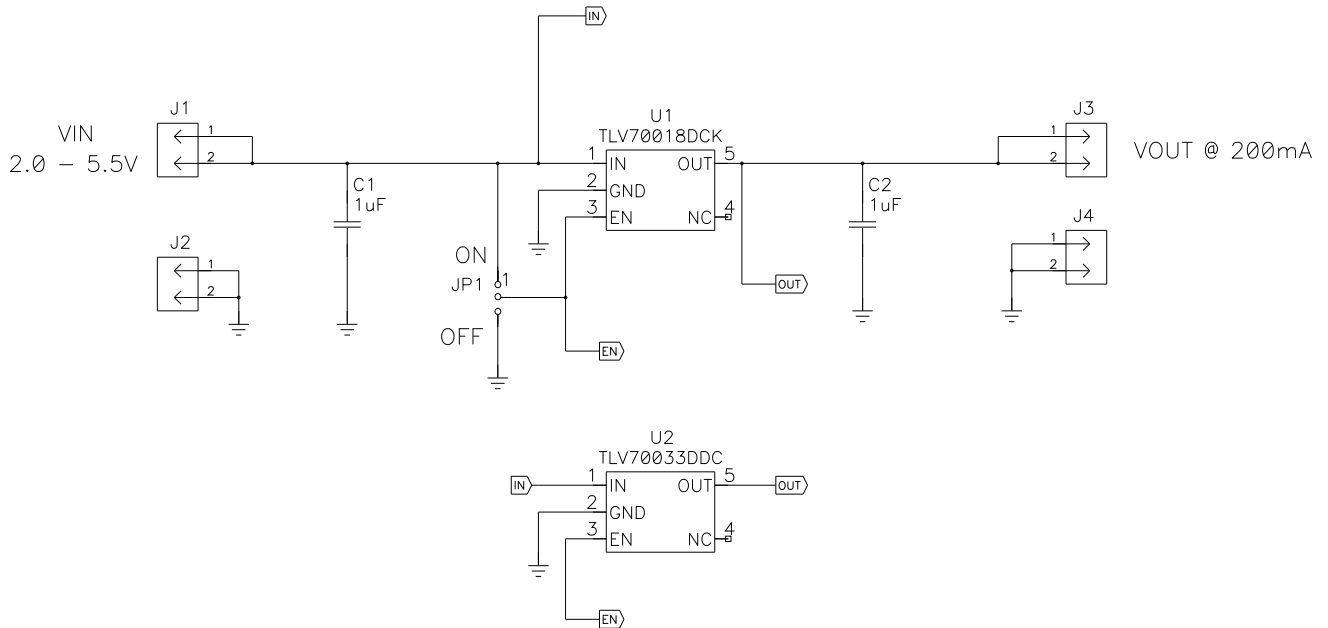 IN
J1
1
2
VIN
2.0 – 5.5V
U1
TLV70018DCK
1 IN
2 GND
3 EN
OUT 5
NC 4
J3
1
2
VOUT @ 200mA
C1
1uF
C2
1uF
J2
1
2
J4
1
2
ON
JP1 1
OFF
OUT
EN
U2
TLV70033DDC
IN
1 IN
2 GND
3 EN
OUT 5
NC 4
OUT
EN